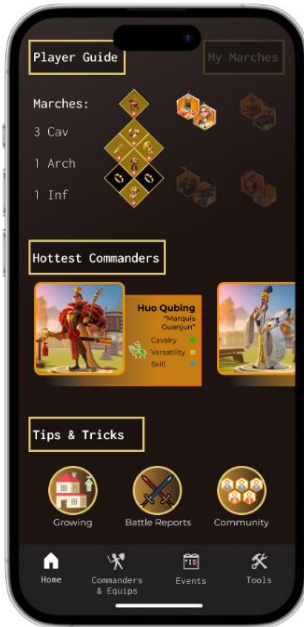 Player Guide
My Marches
Marches:
3 Cav
1 Arch
1 Inf
Hottest Commanders
Huo Qubing
"Marquis
Guanjun"
Cavalry
Versatility
Skill
Tips & Tricks
Growing
Battle Reports
Community
Home
Commanders
& Equips
Events
Tools